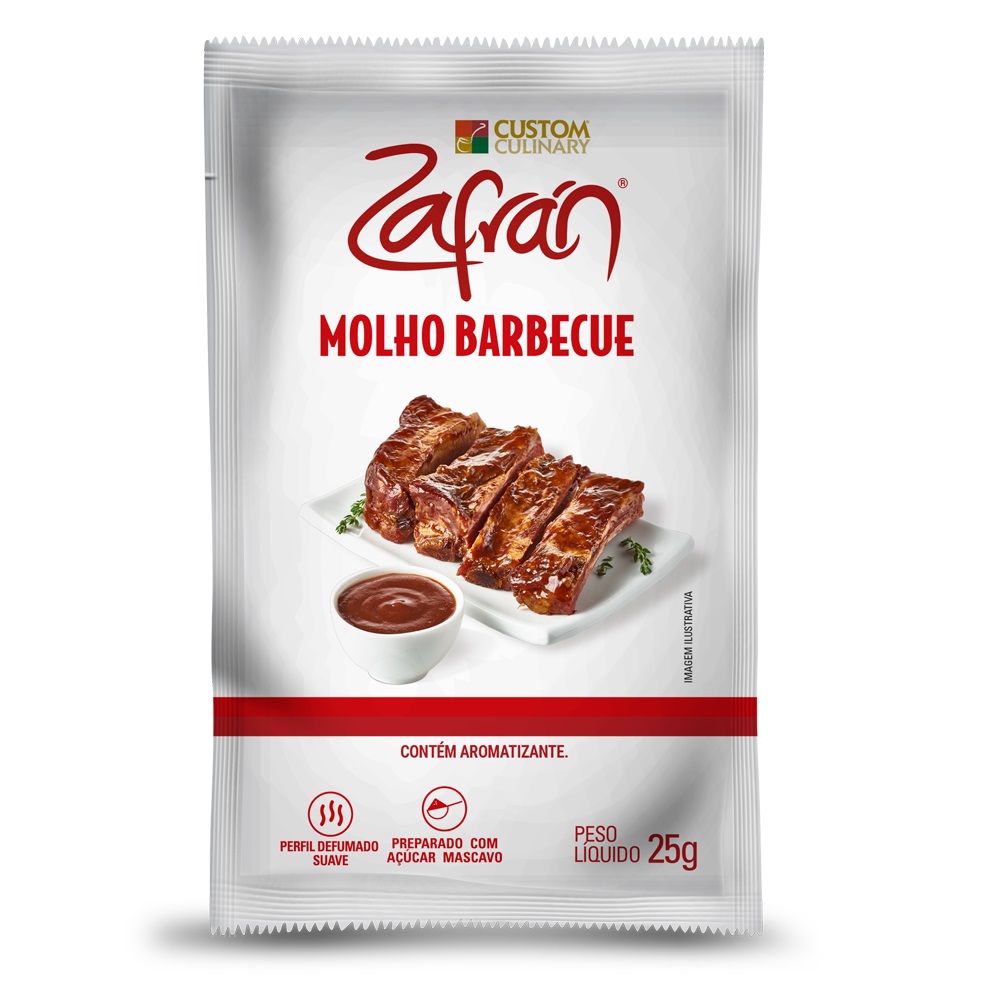 CUSTOM
CULINARY
Zafrán®
MOLHO BARBECUE
IMAGEM ILUSTRATIVA
CONTÉM AROMATIZANTE.
PERFIL DEFUMADO
SUAVE
PREPARADO COM
AÇÚCAR MASCAVO
PESO
LÍQUIDO 25g